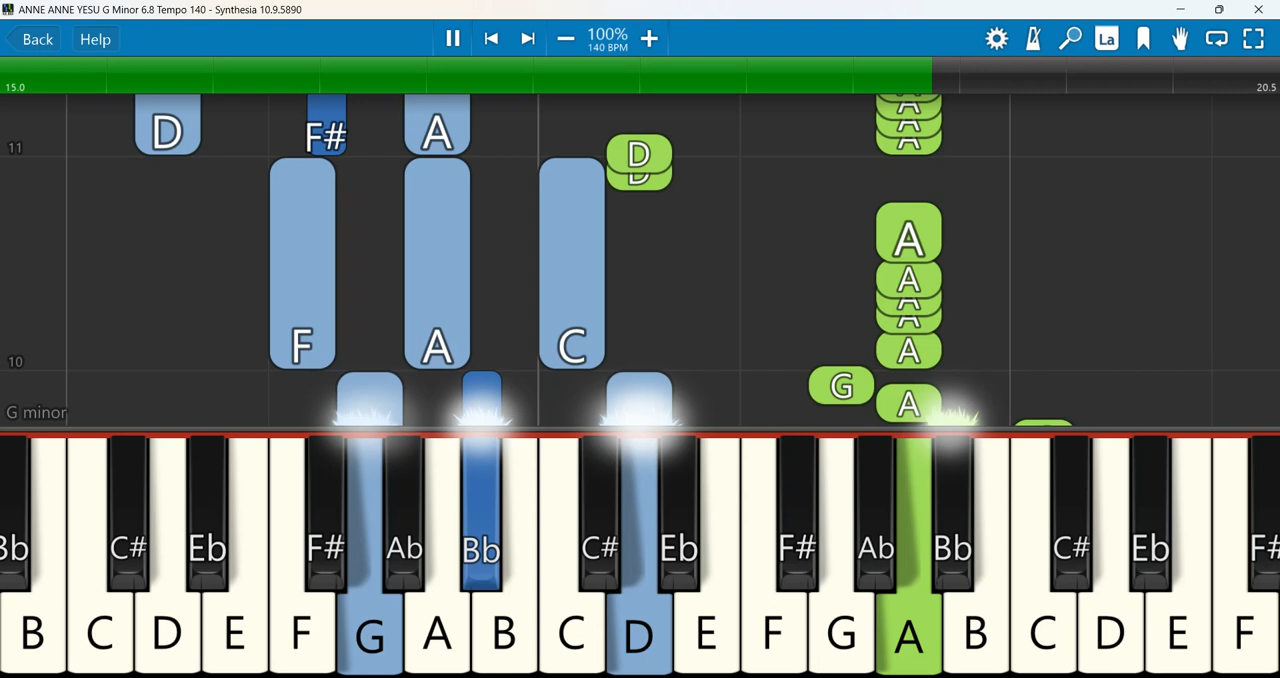 ANNE ANNE YESU G Minor 6.8 Tempo 140 - Synthesia 10.9.5890
Back Help 100% La
140 BPM
15.0 20.5
A
A
D F# A A
11 D
D
A
A
A
A
F A C A
10
G A
G minor
Bb C# Eb F# Ab Bb C# Eb F# Ab Bb C# Eb F#
B C D E F G A B C D E F G A B C D E F